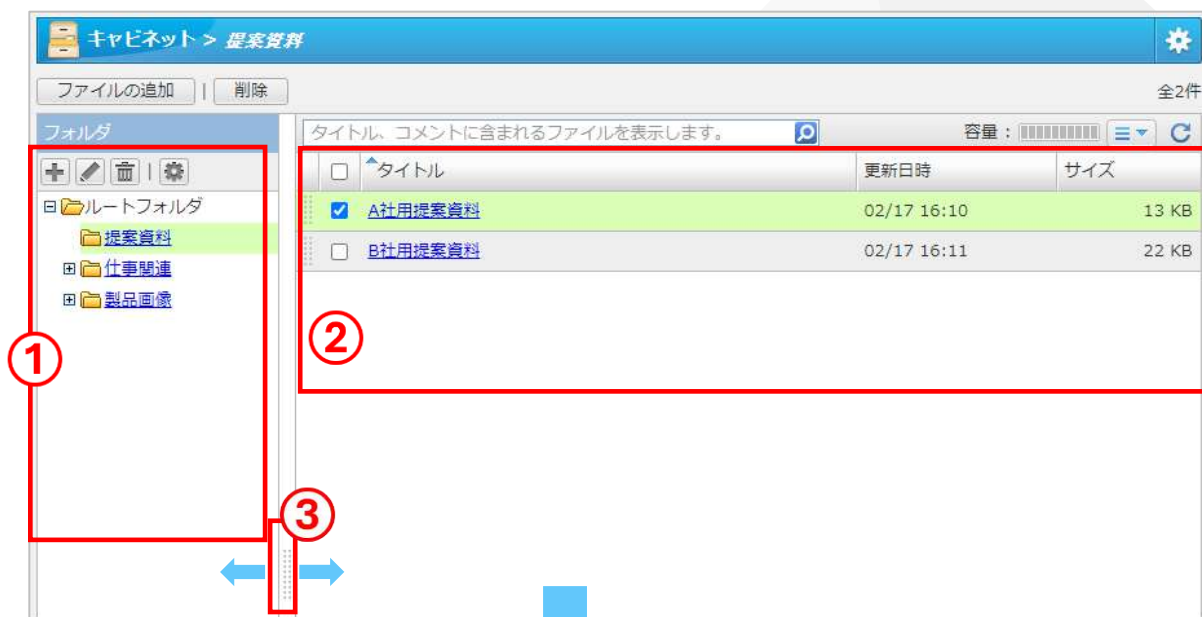 キャビネット > 提案資料
ファイルの追加 | 削除
全2件
フォルダ
タイトル、コメントに含まれるファイルを表示します。
容量：
タイトル 更新日時 サイズ
ルートフォルダ
提案資料
仕事関連
製品画像
A社用提案資料 02/17 16:10 13 KB
B社用提案資料 02/17 16:11 22 KB
①
②
③